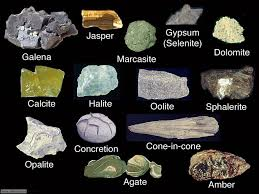 Galena
Jasper
Marcasite
Gypsum
(Selenite)
Dolomite
Calcite
Halite
Oolite
Sphalerite
Opalite
Concretion
Cone-in-cone
Agate
Amber